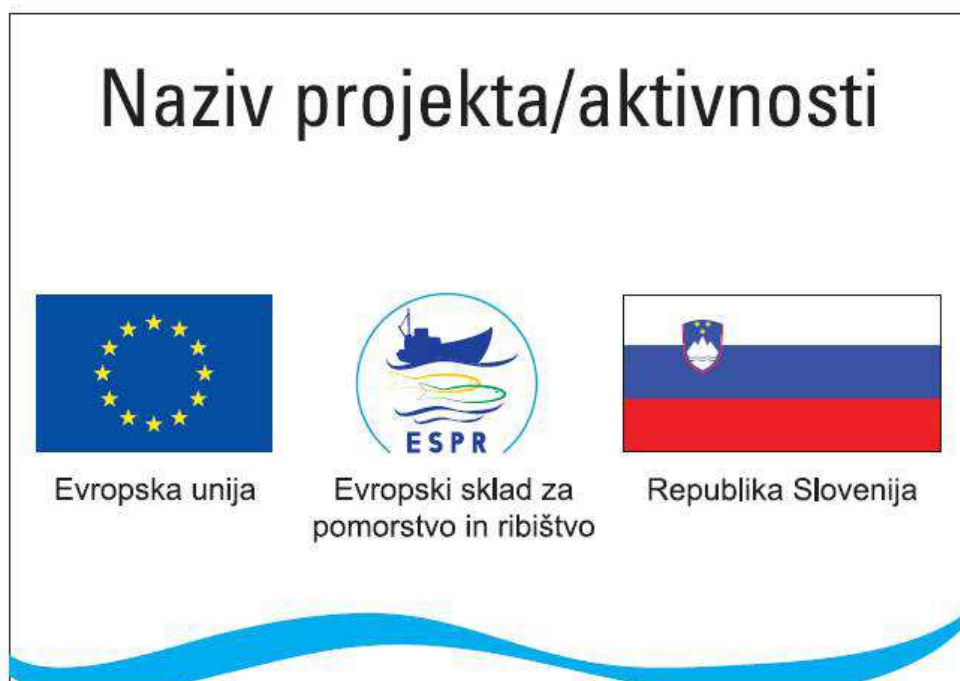 Naziv projekta/aktivnosti
ESPR
Evropska unija
Evropski sklad za
pomorstvo in ribištvo
Republika Slovenija